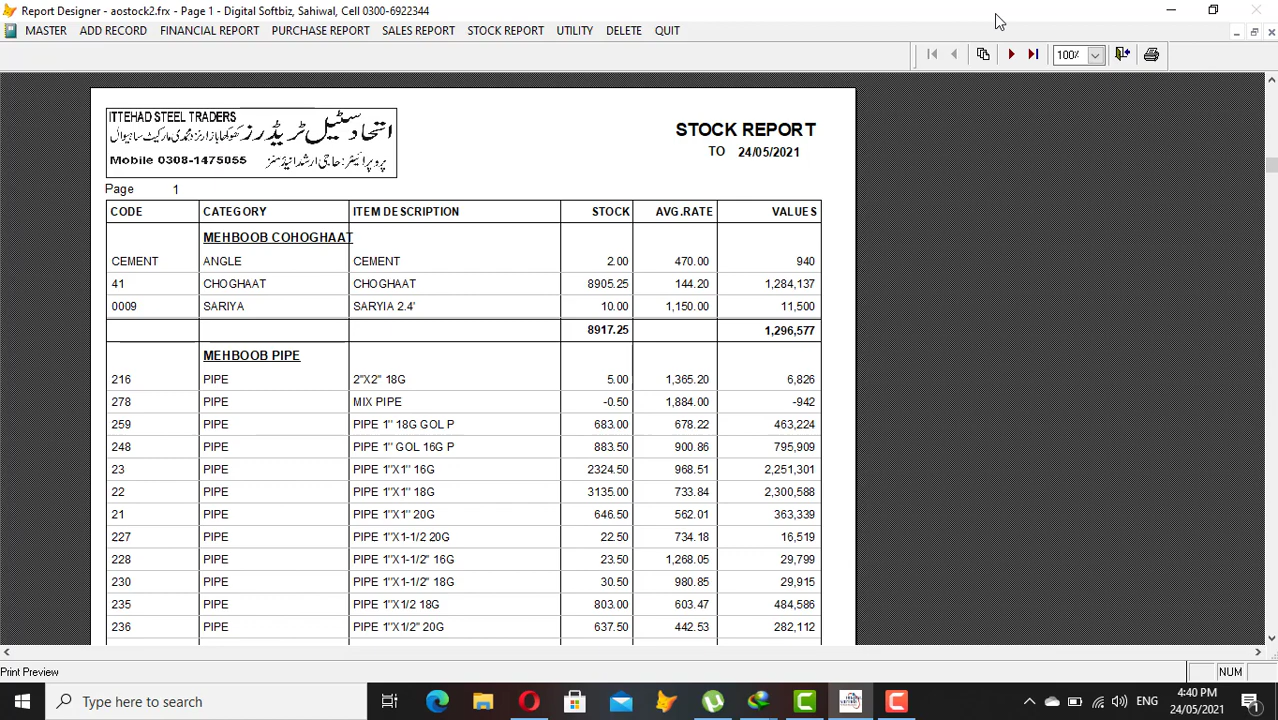 Report Designer - aostock2.frx - Page 1 - Digital Softbiz, Sahiwal, Cell 0300-6922344
MASTER ADD RECORD FINANCIAL REPORT PURCHASE REPORT SALES REPORT STOCK REPORT UTILITY DELETE QUIT
100%
ITTEHAD STEEL TRADERS
اتحاد سٹیل ٹریڈرز
Mobile 0308-1475055
پروپرائیٹر: حاجی ارشد اینڈ سنز
STOCK REPORT
TO 24/05/2021
Page 1
CODE CATEGORY ITEM DESCRIPTION STOCK AVG.RATE VALUES
MEHBOOB COHOGHAAT
CEMENT ANGLE CEMENT 2.00 470.00 940
41 CHOGHAAT CHOGHAAT 8905.25 144.20 1,284,137
0009 SARIYA SARYIA 2.4' 10.00 1,150.00 11,500
8917.25 1,296,577
MEHBOOB PIPE
216 PIPE 2"X2" 18G 5.00 1,365.20 6,826
278 PIPE MIX PIPE -0.50 1,884.00 -942
259 PIPE PIPE 1'' 18G GOL P 683.00 678.22 463,224
248 PIPE PIPE 1'' GOL 16G P 883.50 900.86 795,909
23 PIPE PIPE 1''X1'' 16G 2324.50 968.51 2,251,301
22 PIPE PIPE 1''X1'' 18G 3135.00 733.84 2,300,588
21 PIPE PIPE 1''X1'' 20G 646.50 562.01 363,339
227 PIPE PIPE 1''X1-1/2 20G 22.50 734.18 16,519
228 PIPE PIPE 1''X1-1/2" 16G 23.50 1,268.05 29,799
230 PIPE PIPE 1''X1-1/2" 18G 30.50 980.85 29,915
235 PIPE PIPE 1''X1/2 18G 803.00 603.47 484,586
236 PIPE PIPE 1''X1/2" 20G 637.50 442.53 282,112
Print Preview NUM
Type here to search
ENG
4:40 PM
24/05/2021
1